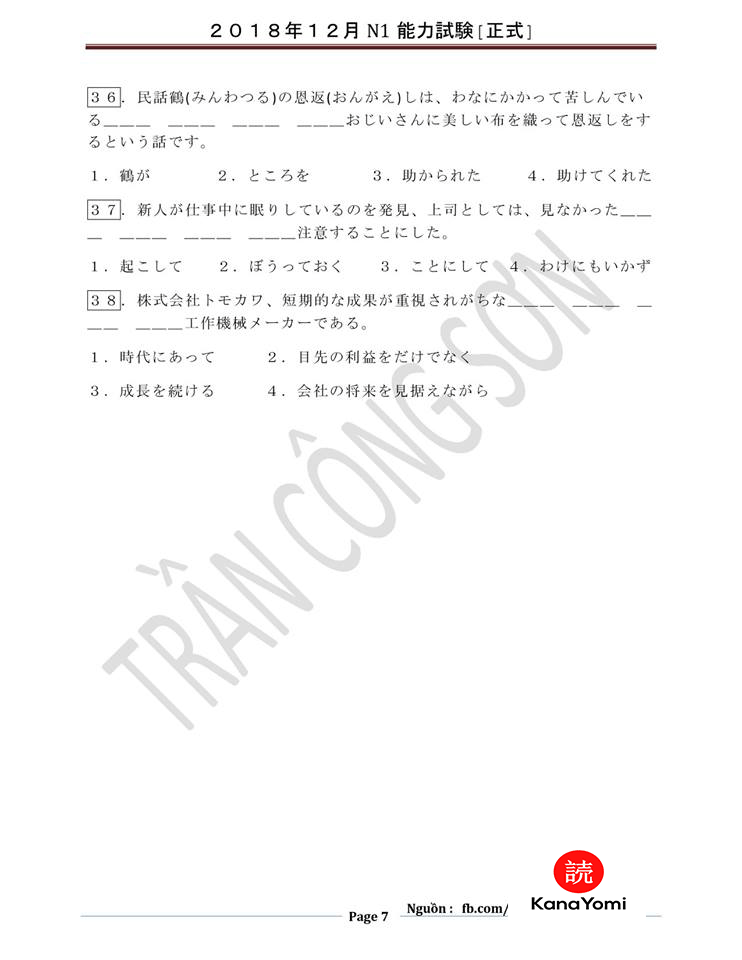 ２０１８年１２月 N1 能力試験 [正式]
３６. 民話鶴(みんわつる)の恩返(おんがえ)しは、わなにかかって苦しんでい
る＿＿＿　＿＿＿　＿＿＿　＿＿＿おじいさんに美しい布を織って恩返しをす
るという話です。
１．鶴が　２．ところを　３．助かられた　４．助けてくれた
３７. 新人が仕事中に眠りしているのを発見、上司としては、見なかった＿＿
＿　＿＿＿　＿＿＿　＿＿＿注意することにした。
１．起こして　２．ぼうっておく　３．ことにして　４．わけにもいかず
３８. 株式会社トモカワ、短期的な成果が重視されがちな＿＿＿　＿＿＿　＿
＿＿　＿＿＿工作機械メーカーである。
１．時代にあって　２．目先の利益をだけでなく
３．成長を続ける　４．会社の将来を見据えながら
TRẦN CÔNG SƠN
読
KanaYomi
Page 7
Nguồn : fb.com/